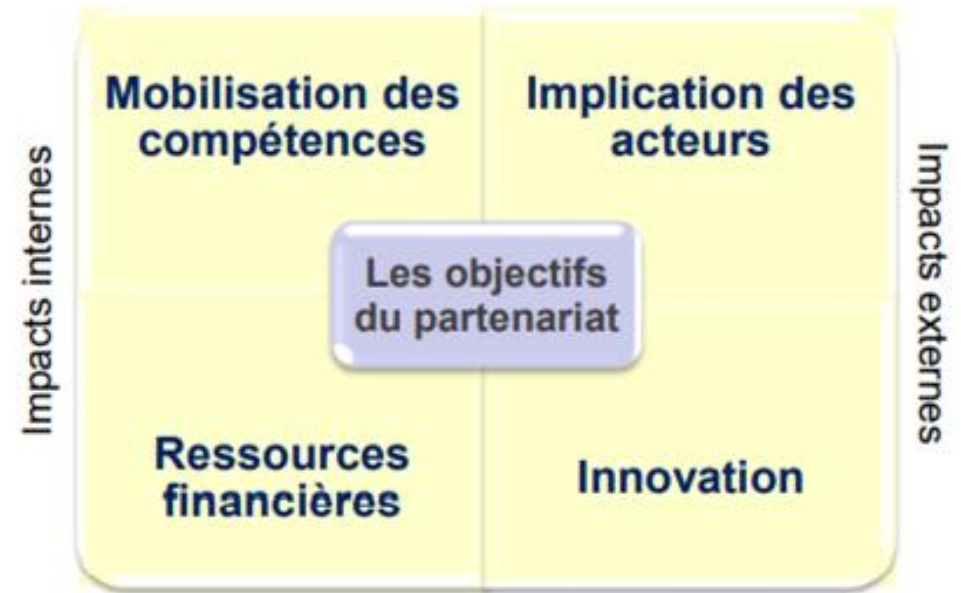 Impacts internes
Mobilisation des
compétences
Implication des
acteurs
Les objectifs
du partenariat
Ressources
financières
Innovation
Impacts externes